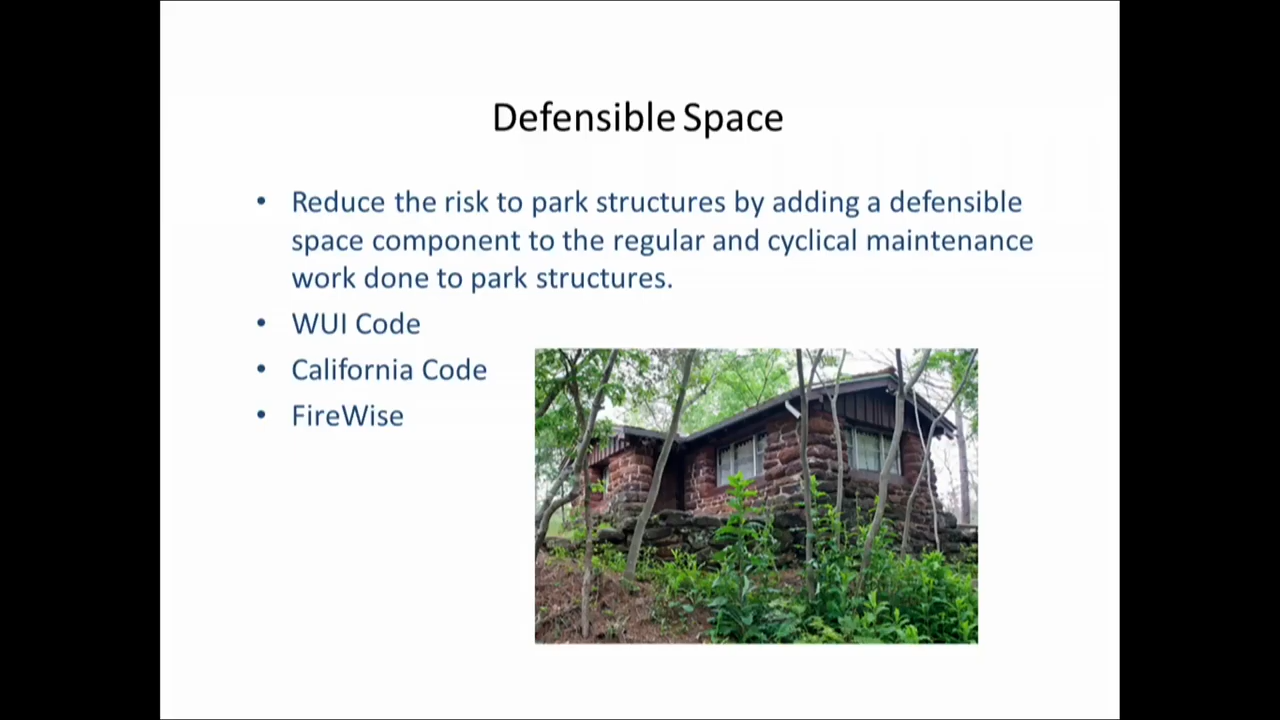 Defensible Space
• Reduce the risk to park structures by adding a defensible
space component to the regular and cyclical maintenance
work done to park structures.
• WUI Code
• California Code
• FireWise